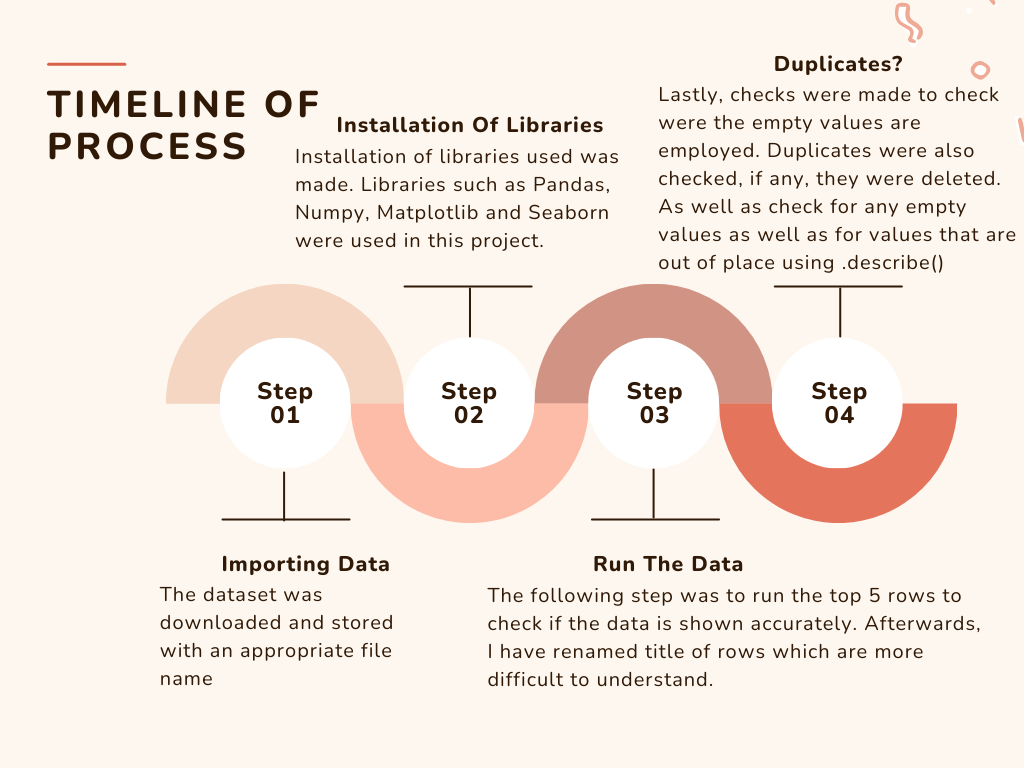 TIMELINE OF
PROCESS
Installation Of Libraries
Installation of libraries used was
made. Libraries such as Pandas,
Numpy, Matplotlib and Seaborn
were used in this project.
Duplicates?
Lastly, checks were made to check
were the empty values are
employed. Duplicates were also
checked, if any, they were deleted.
As well as check for any empty
values as well as for values that are
out of place using .describe()
Step
01
Step
02
Step
03
Step
04
Importing Data
The dataset was
downloaded and stored
with an appropriate file
name
Run The Data
The following step was to run the top 5 rows to
check if the data is shown accurately. Afterwards,
I have renamed title of rows which are more
difficult to understand.